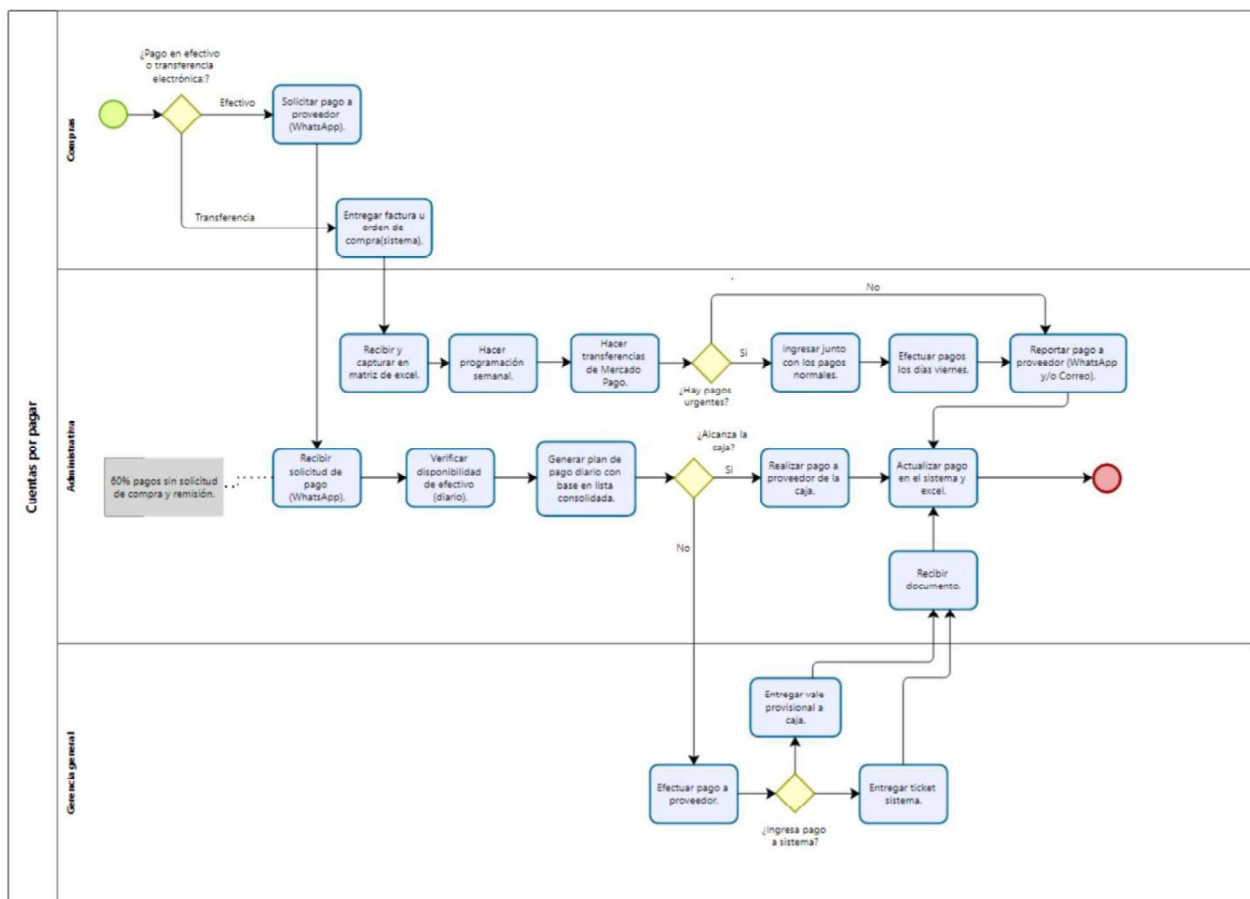 Cuentas por pagar
Compras
¿Pago en efectivo
o transferencia
electrónica:?
Efectivo
Solicitar pago a
proveedor
(WhatsApp).
Transferencia
Entregar factura u
orden de
compra(sistema).
Administrativa
Recibir y
capturar en
matriz de excel.
Hacer
programación
semanal.
Hacer
transferencias
de Mercado
Pago.
¿Hay pagos
urgentes?
No
Si
Ingresar junto
con los pagos
normales.
Efectuar pagos
los días viernes.
Reportar pago a
proveedor (WhatsApp
y/o Correo).
60% pagos sin solicitud
de compra y remisión.
Recibir
solicitud de
pago
(WhatsApp).
Verificar
disponibilidad
de efectivo
(diario).
Generar plan de
pago diario con
base en lista
consolidada.
¿Alcanza la
caja?
Si
No
Realizar pago a
proveedor de la
caja.
Actualizar pago
en el sistema y
excel.
Recibir
documento.
Gerencia general
Entregar vale
provisional a
caja.
Efectuar pago a
proveedor.
¿Ingresa pago
a sistema?
Entregar ticket
sistema.